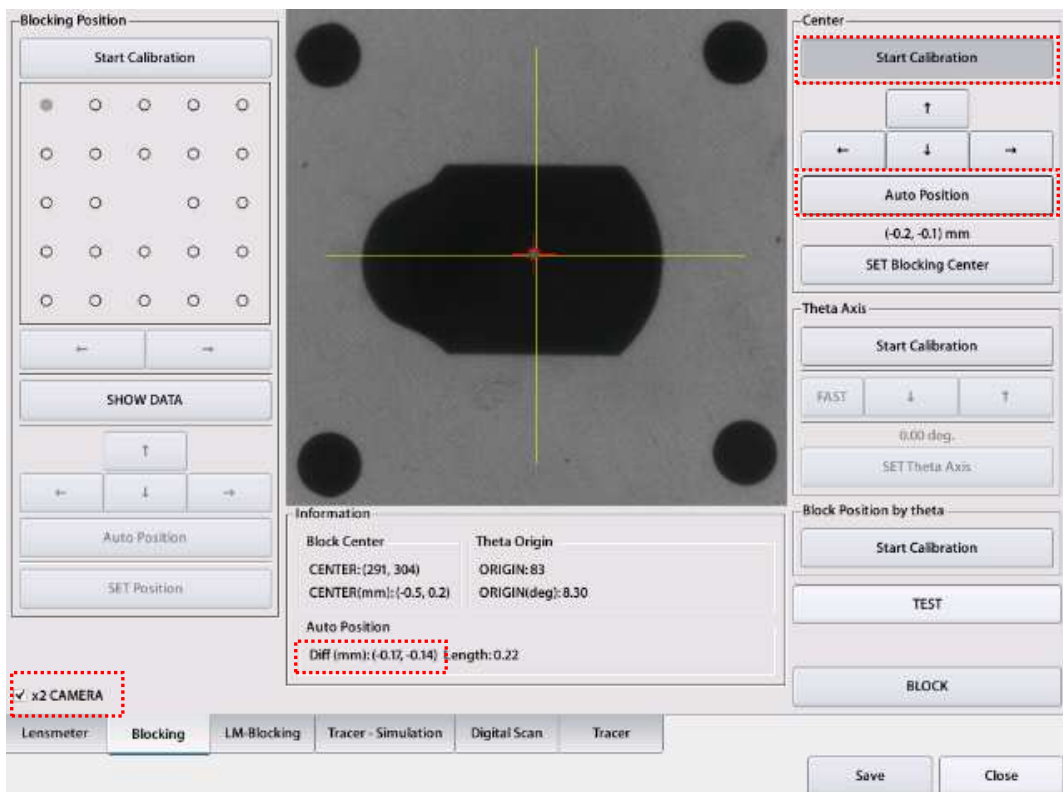 Blocking Position
Start Calibration
← →
SHOW DATA
↑
← ↓ →
Auto Position
SET Position
x2 CAMERA
Information
Block Center
CENTER: (291, 304)
CENTER(mm): (-0.5, 0.2)
Theta Origin
ORIGIN: 83
ORIGIN(deg): 8.30
Auto Position
Diff (mm): (-0.17, -0.14) Length: 0.22
Center
Start Calibration
↑
← ↓ →
Auto Position
(-0.2, -0.1) mm
SET Blocking Center
Theta Axis
Start Calibration
FAST ↓ ↑
0.00 deg.
SET Theta Axis
Block Position by theta
Start Calibration
TEST
BLOCK
Lensmeter Blocking LM-Blocking Tracer - Simulation Digital Scan Tracer
Save Close